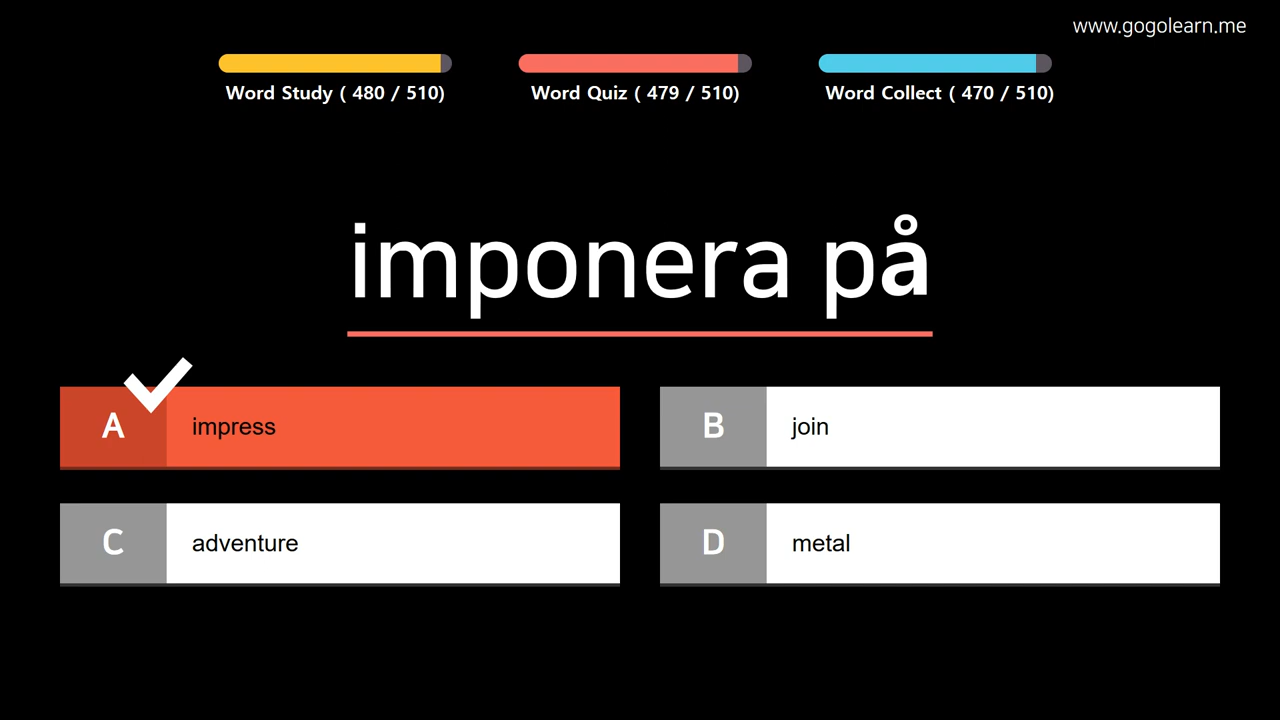 www.gogolearn.me
Word Study ( 480 / 510)
Word Quiz ( 479 / 510)
Word Collect ( 470 / 510)
imponera på
A impress
B join
C adventure
D metal